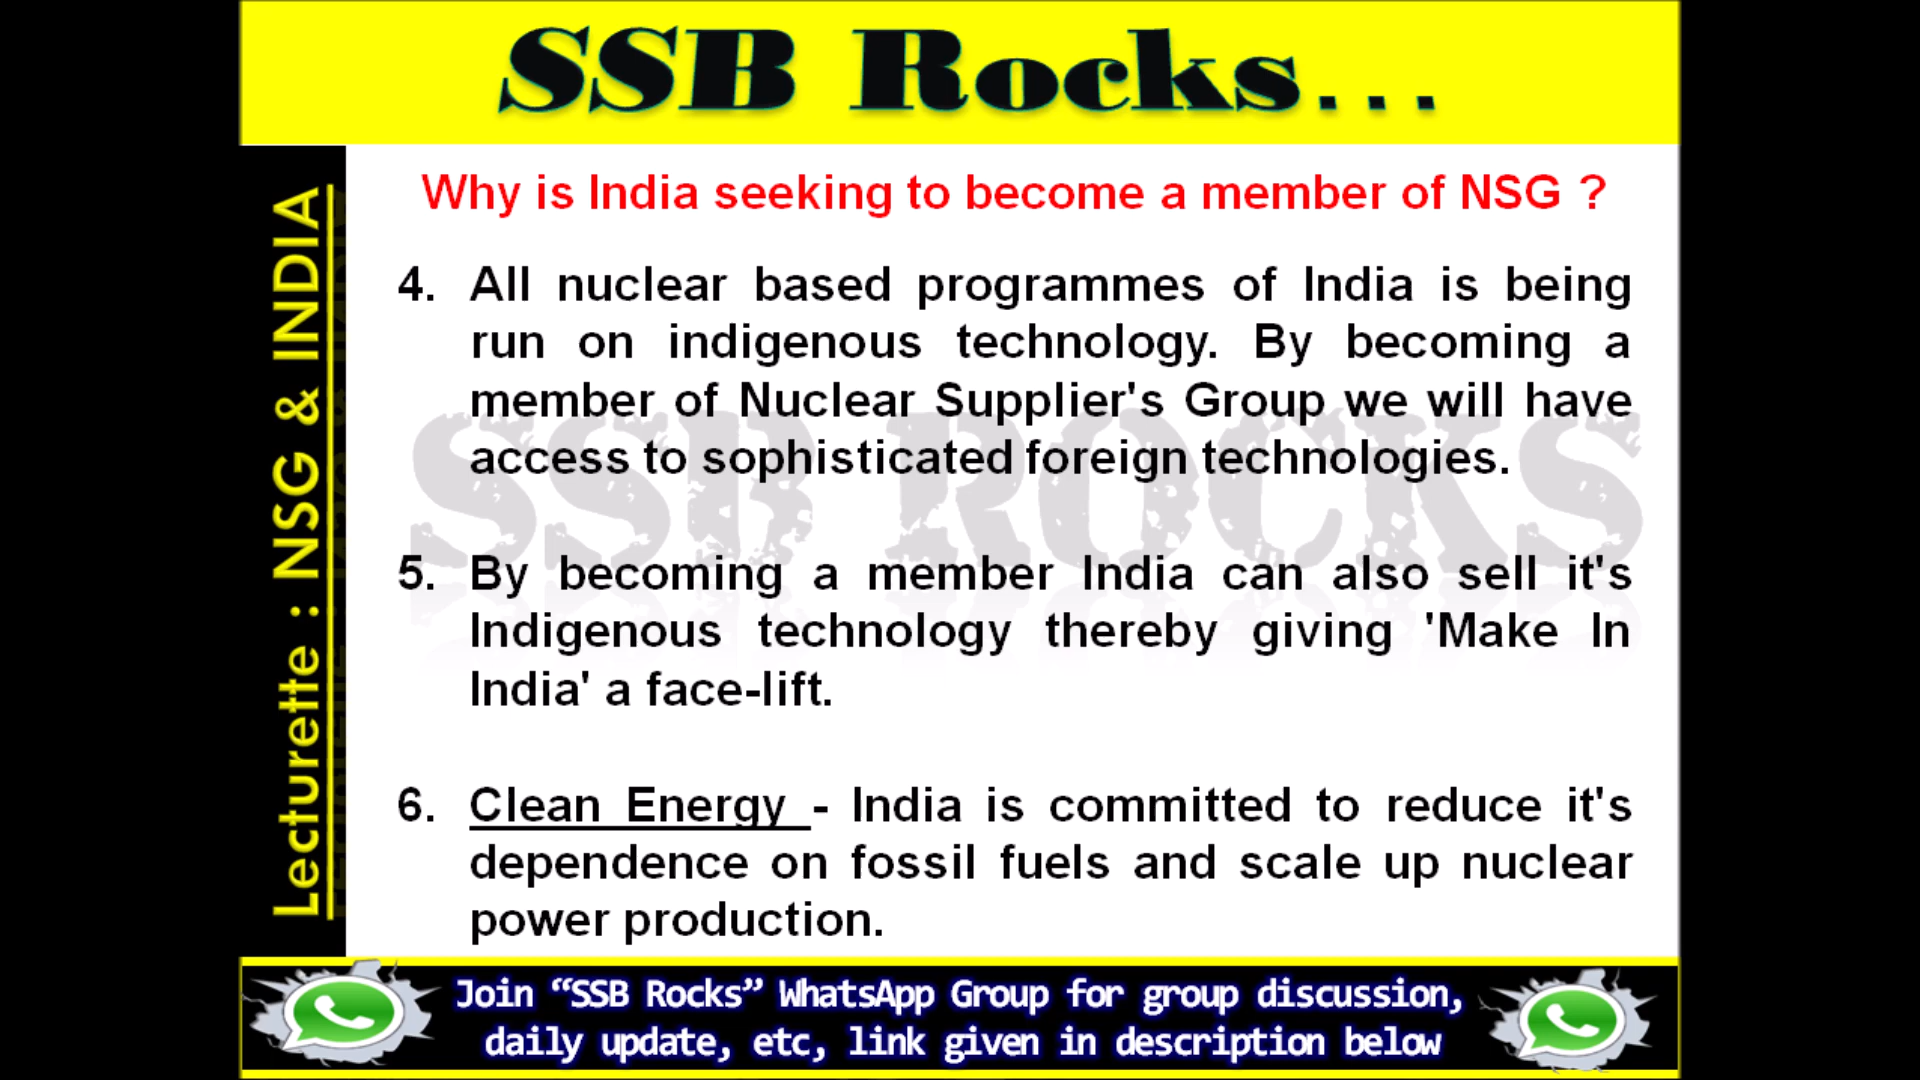 SSB Rocks...
Lecturette : NSG & INDIA
Why is India seeking to become a member of NSG ?
4. All nuclear based programmes of India is being
run on indigenous technology. By becoming a
member of Nuclear Supplier's Group we will have
access to sophisticated foreign technologies.
SSB ROCKS
5. By becoming a member India can also sell it's
Indigenous technology thereby giving 'Make In
India' a face-lift.
6. Clean Energy - India is committed to reduce it's
dependence on fossil fuels and scale up nuclear
power production.
Join “SSB Rocks” WhatsApp Group for group discussion,
daily update, etc, link given in description below